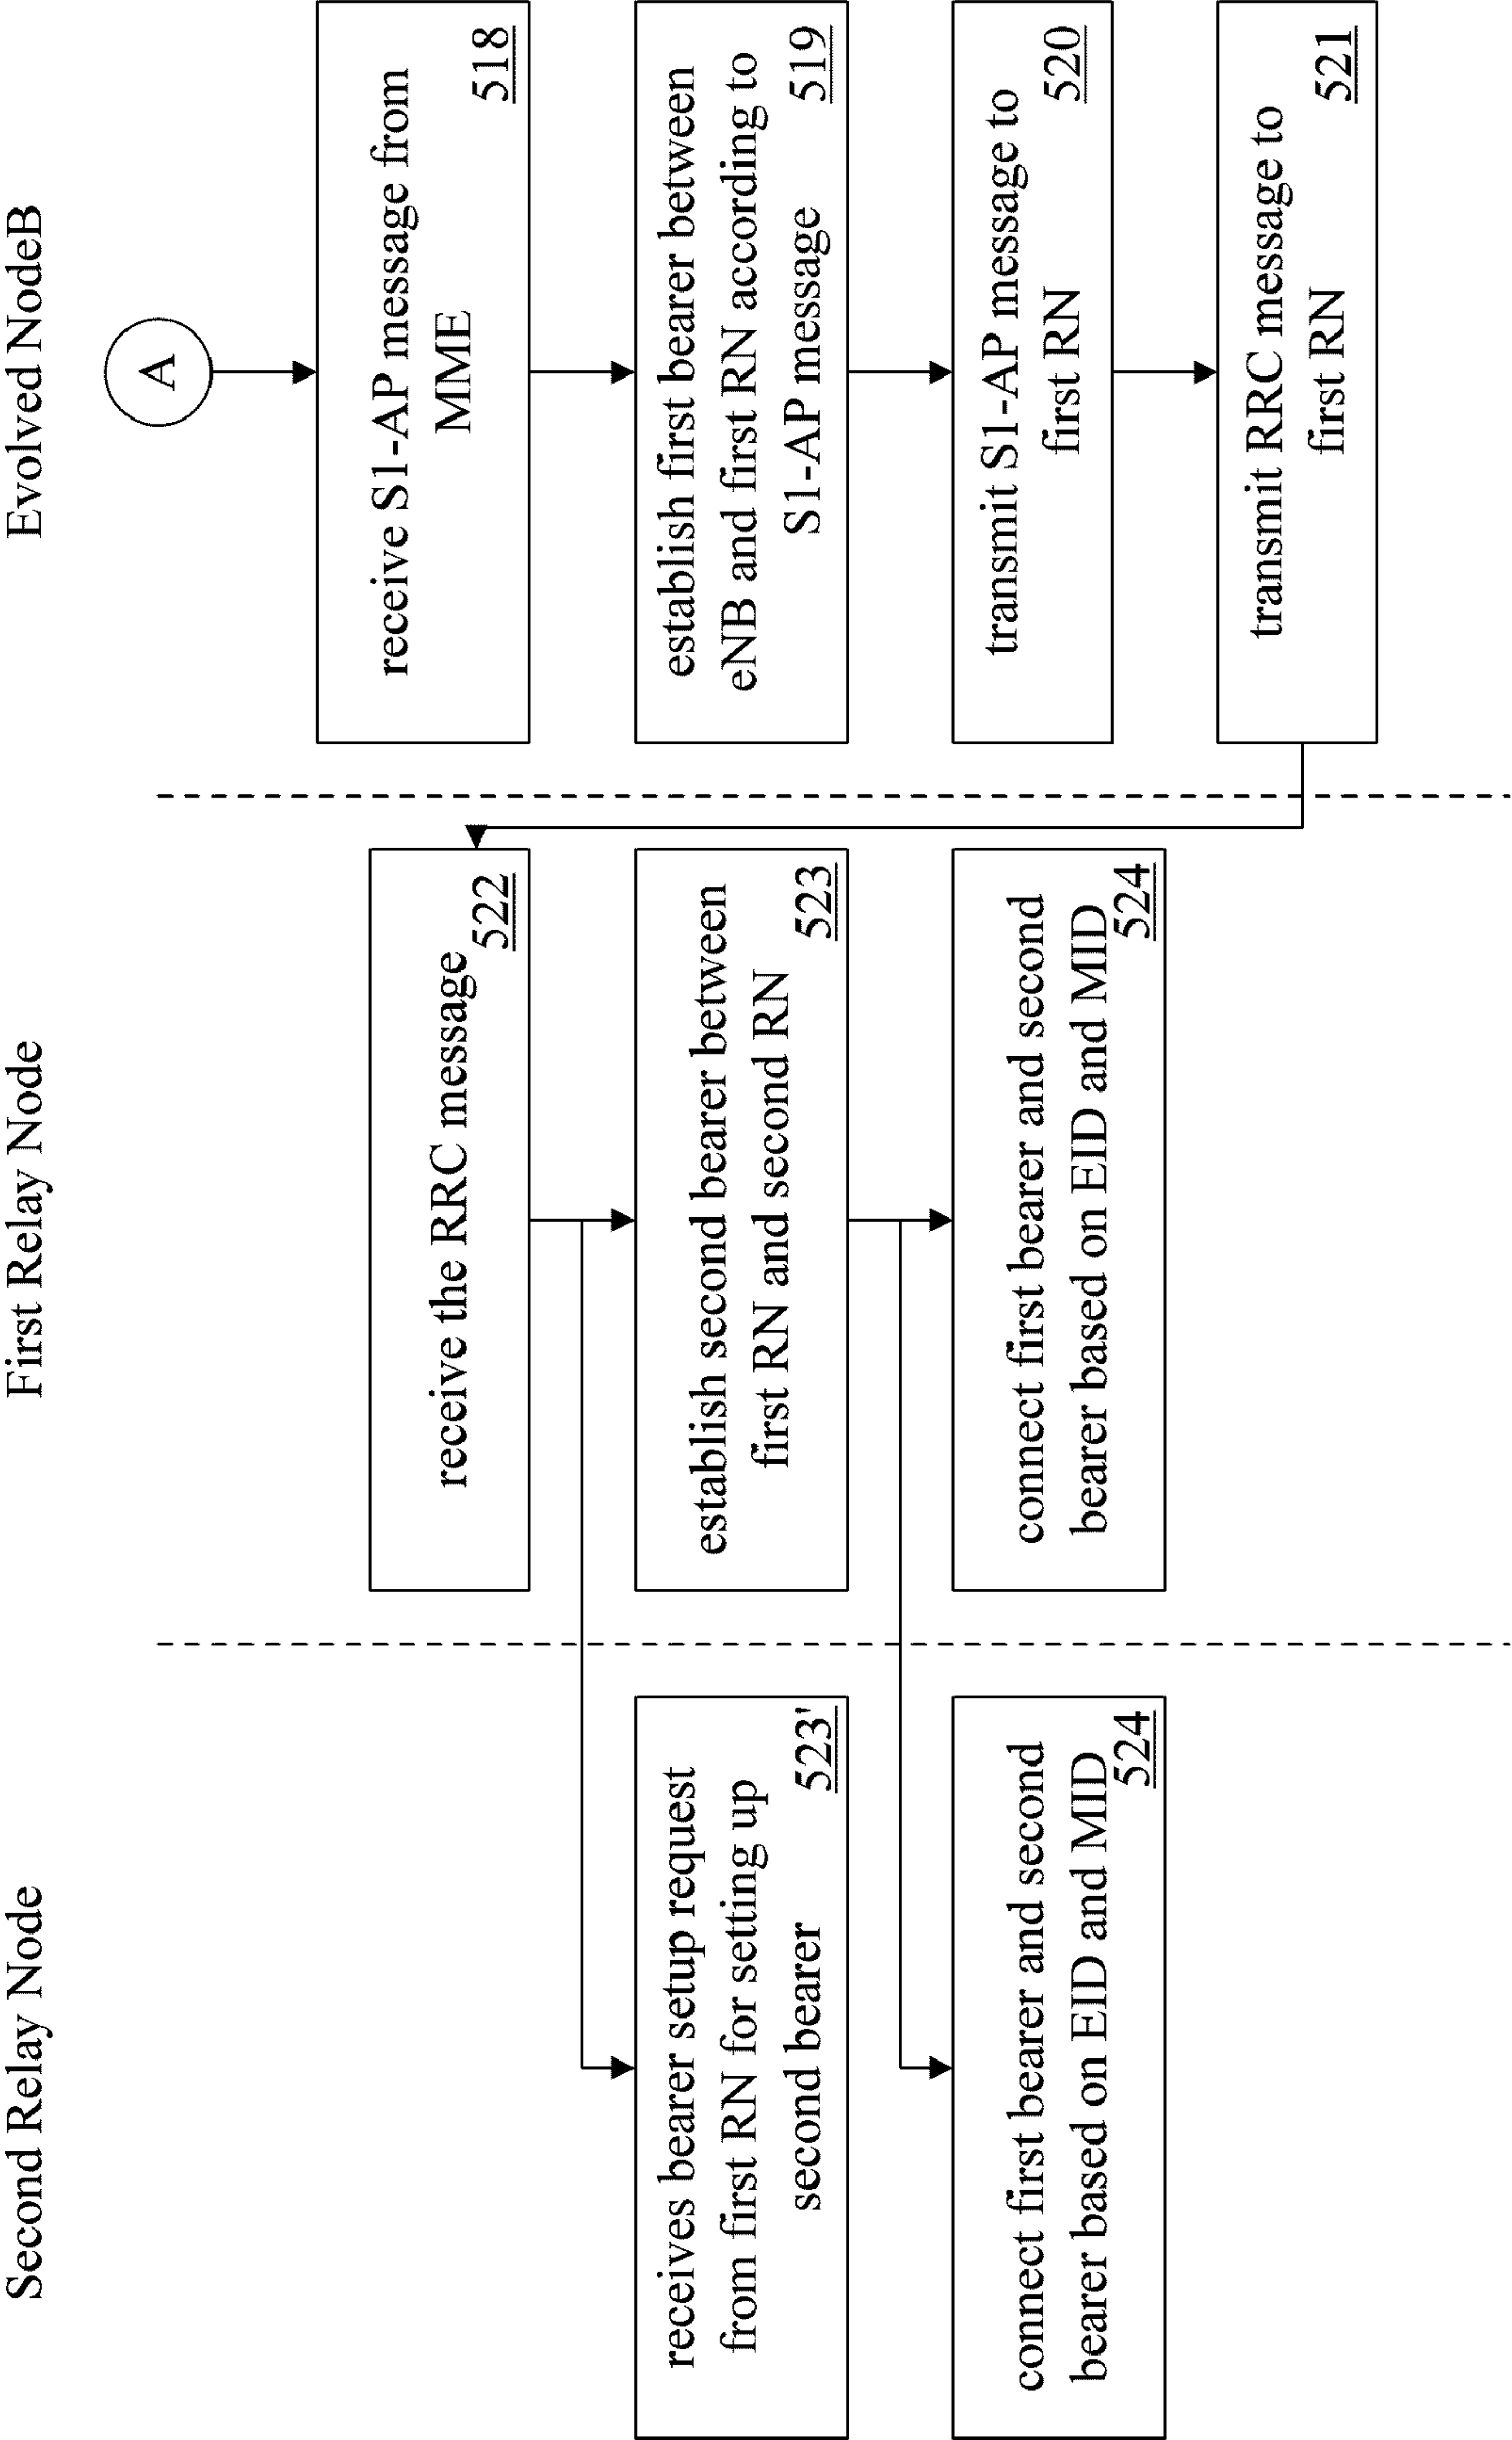 Second Relay Node
First Relay Node
Evolved NodeB
A
receive S1-AP message from
MME
518
establish first bearer between
eNB and first RN according to
S1-AP message
519
transmit S1-AP message to
first RN
520
transmit RRC message to
first RN
521
receive the RRC message
522
establish second bearer between
first RN and second RN
523
connect first bearer and second
bearer based on EID and MID
524
receives bearer setup request
from first RN for setting up
second bearer
523'
connect first bearer and second
bearer based on EID and MID
524